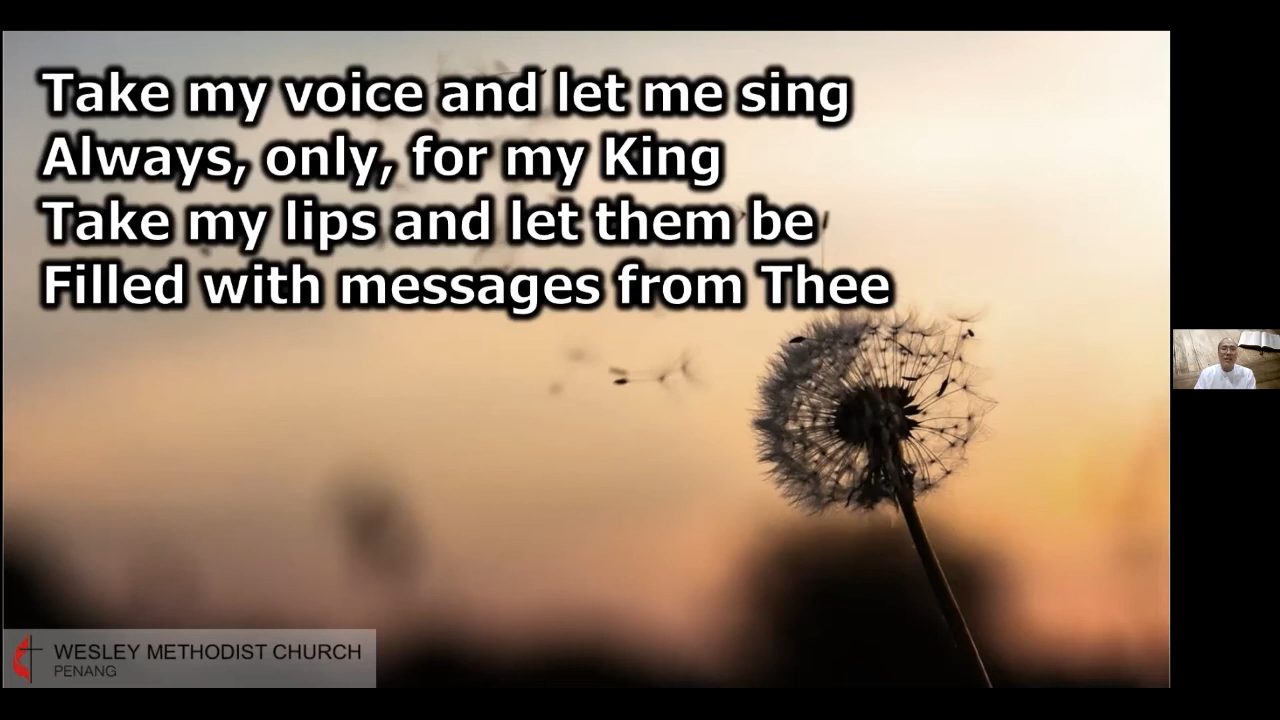 Take my voice and let me sing
Always, only, for my King
Take my lips and let them be
Filled with messages from Thee
WESLEY METHODIST CHURCH
PENANG